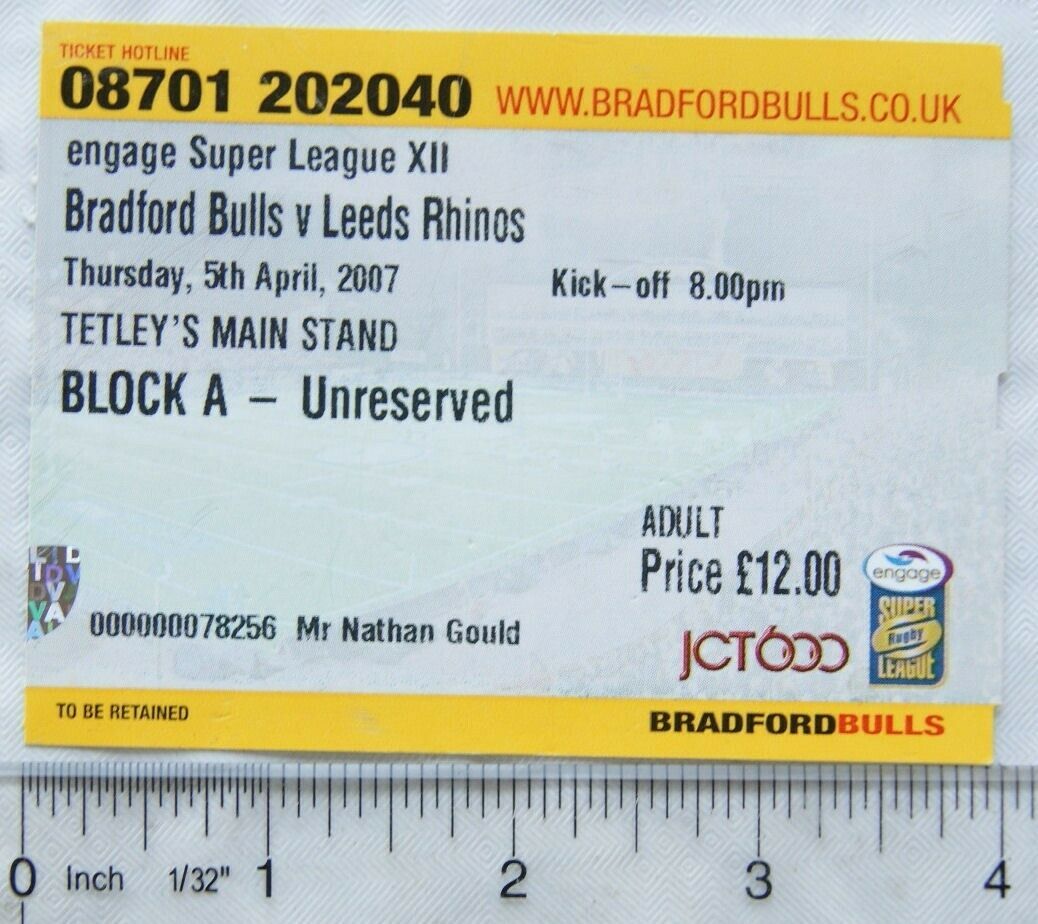 TICKET HOTLINE
08701 202040 WWW.BRADFORDBULLS.CO.UK
engage Super League XII
Bradford Bulls v Leeds Rhinos
Thursday, 5th April, 2007 Kick-off 8.00pm
TETLEY'S MAIN STAND
BLOCK A - Unreserved
ADULT
Price £12.00
engage
SUPER
Rugby
LEAGUE
000000078256 Mr Nathan Gould
JCT600
TO BE RETAINED
BRADFORDBULLS
0 Inch 1/32" 1 2 3 4